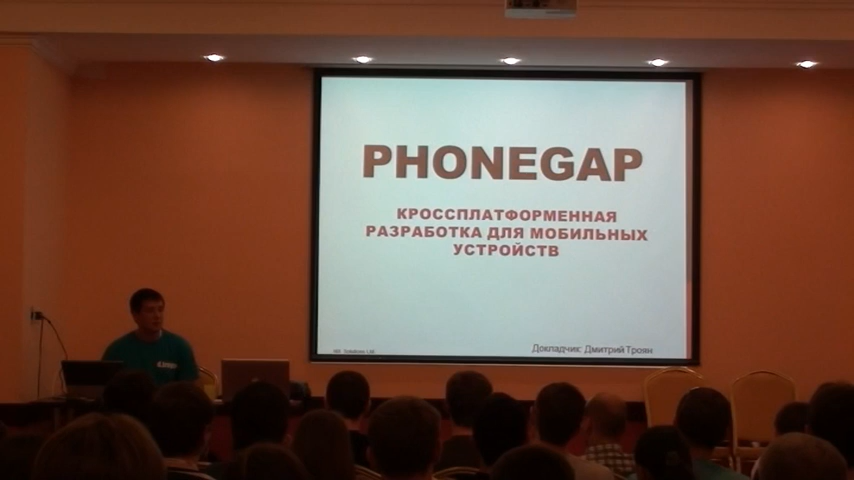 PHONEGAP
КРОССПЛАТФОРМЕННАЯ
РАЗРАБОТКА ДЛЯ МОБИЛЬНЫХ
УСТРОЙСТВ
Докладчик: Дмитрий Троян